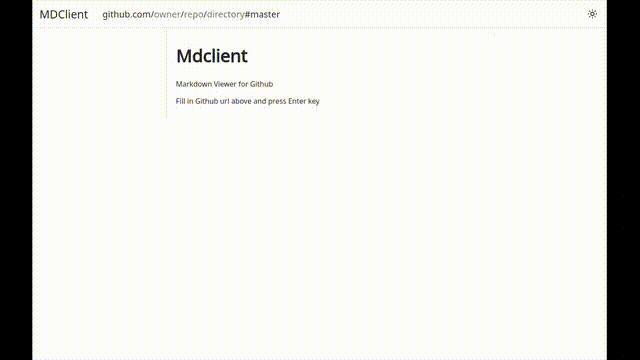 MDClient github.com/owner/repo/directory#master
Mdclient
Markdown Viewer for Github
Fill in Github url above and press Enter key